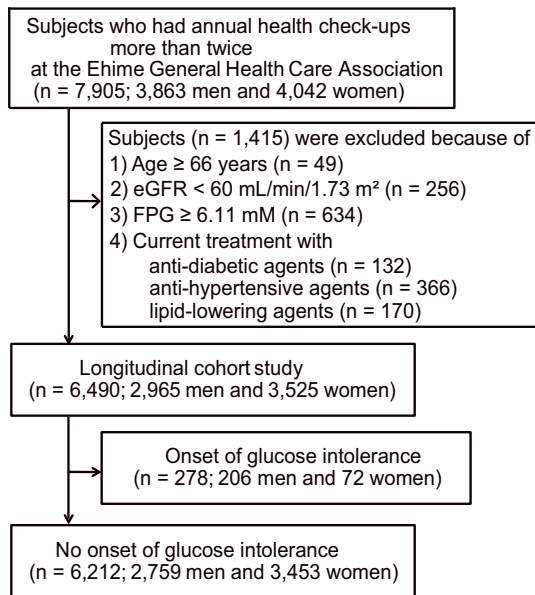 Subjects who had annual health check-ups
more than twice
at the Ehime General Health Care Association
(n = 7,905; 3,863 men and 4,042 women)
Subjects (n = 1,415) were excluded because of
1) Age ≥ 66 years (n = 49)
2) eGFR < 60 mL/min/1.73 m² (n = 256)
3) FPG ≥ 6.11 mM (n = 634)
4) Current treatment with
anti-diabetic agents (n = 132)
anti-hypertensive agents (n = 366)
lipid-lowering agents (n = 170)
Longitudinal cohort study
(n = 6,490; 2,965 men and 3,525 women)
Onset of glucose intolerance
(n = 278; 206 men and 72 women)
No onset of glucose intolerance
(n = 6,212; 2,759 men and 3,453 women)